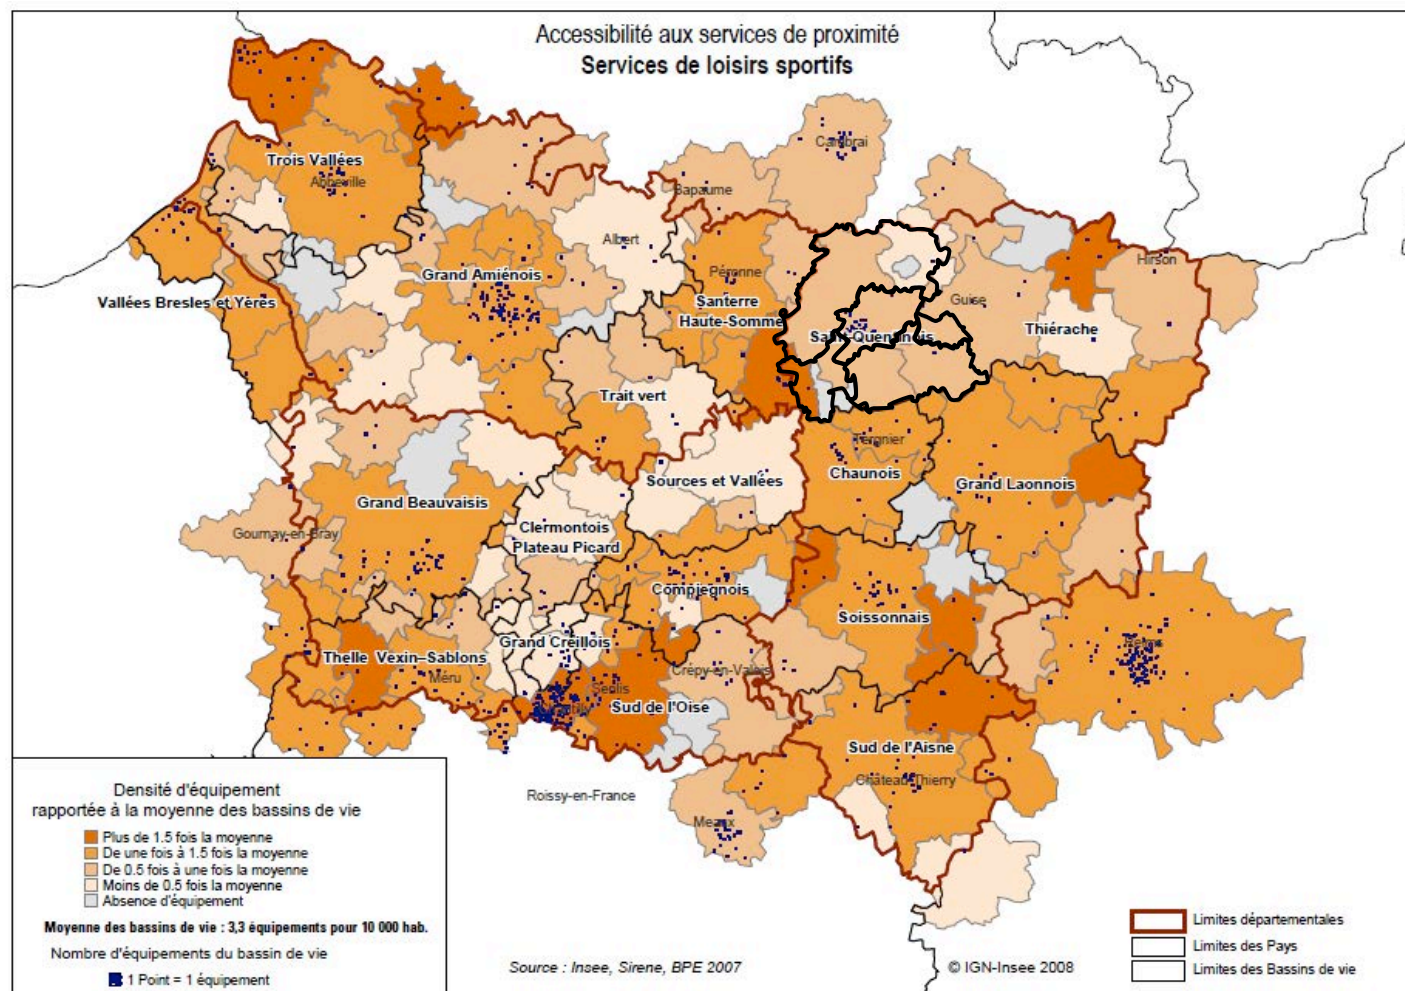 Accessibilité aux services de proximité
Services de loisirs sportifs
Cambrai
Trois Vallées
Abbeville
Bapaume
Albert
Hirson
Grand Amiénois
Péronne
Vallées Bresles et Yères
Santerre
Haute-Somme
Guise
Thiérache
Saint-Quentinois
Trait vert
Tergnier
Chaunois
Sources et Vallées
Grand Laonnois
Grand Beauvaisis
Gournay-en-Bray
Clermontois
Plateau Picard
Compiegnois
Soissonnais
Reims
Grand Creillois
Thelle Vexin–Sablons
Méru
Crépy-en-Valois
Senlis
Sud de l'Oise
Sud de l'Aisne
Château-Thierry
Roissy-en-France
Meaux
Densité d'équipement
rapportée à la moyenne des bassins de vie
Plus de 1.5 fois la moyenne
De une fois à 1.5 fois la moyenne
De 0.5 fois à une fois la moyenne
Moins de 0.5 fois la moyenne
Absence d'équipement
Moyenne des bassins de vie : 3,3 équipements pour 10 000 hab.
Nombre d'équipements du bassin de vie
1 Point = 1 équipement
Source : Insee, Sirene, BPE 2007
© IGN-Insee 2008
Limites départementales
Limites des Pays
Limites des Bassins de vie